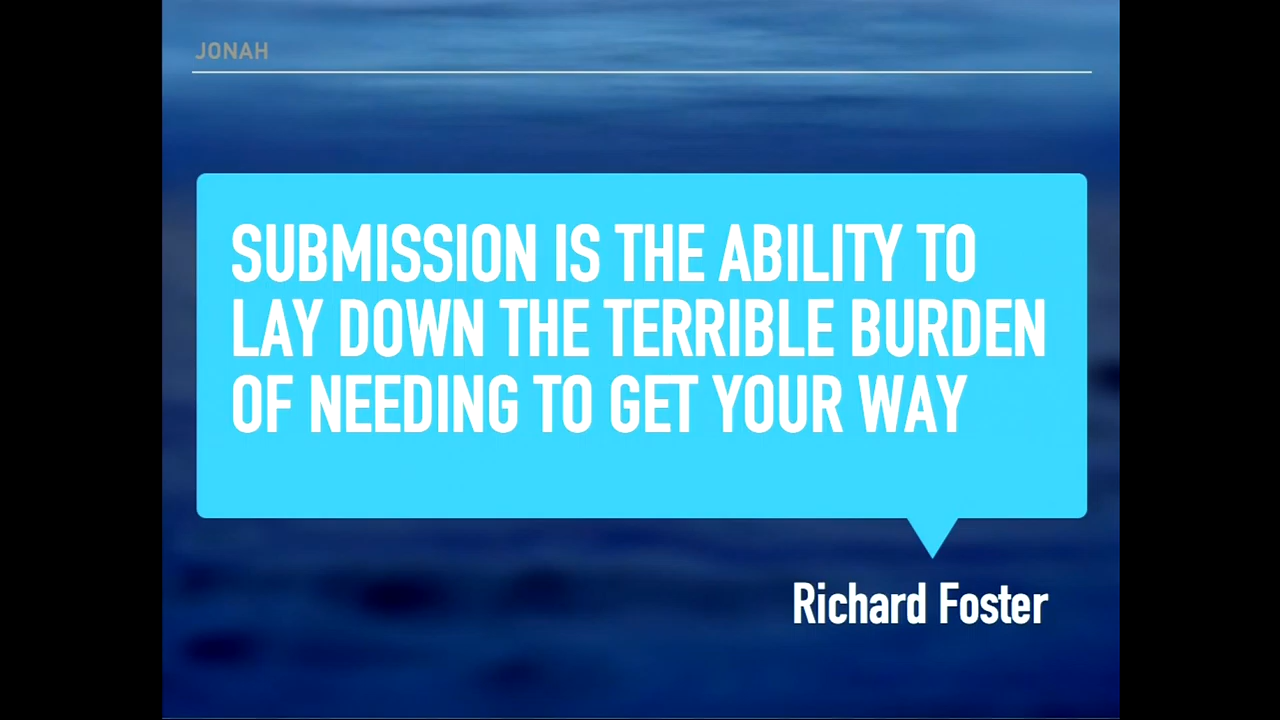 JONAH
SUBMISSION IS THE ABILITY TO
LAY DOWN THE TERRIBLE BURDEN
OF NEEDING TO GET YOUR WAY
Richard Foster